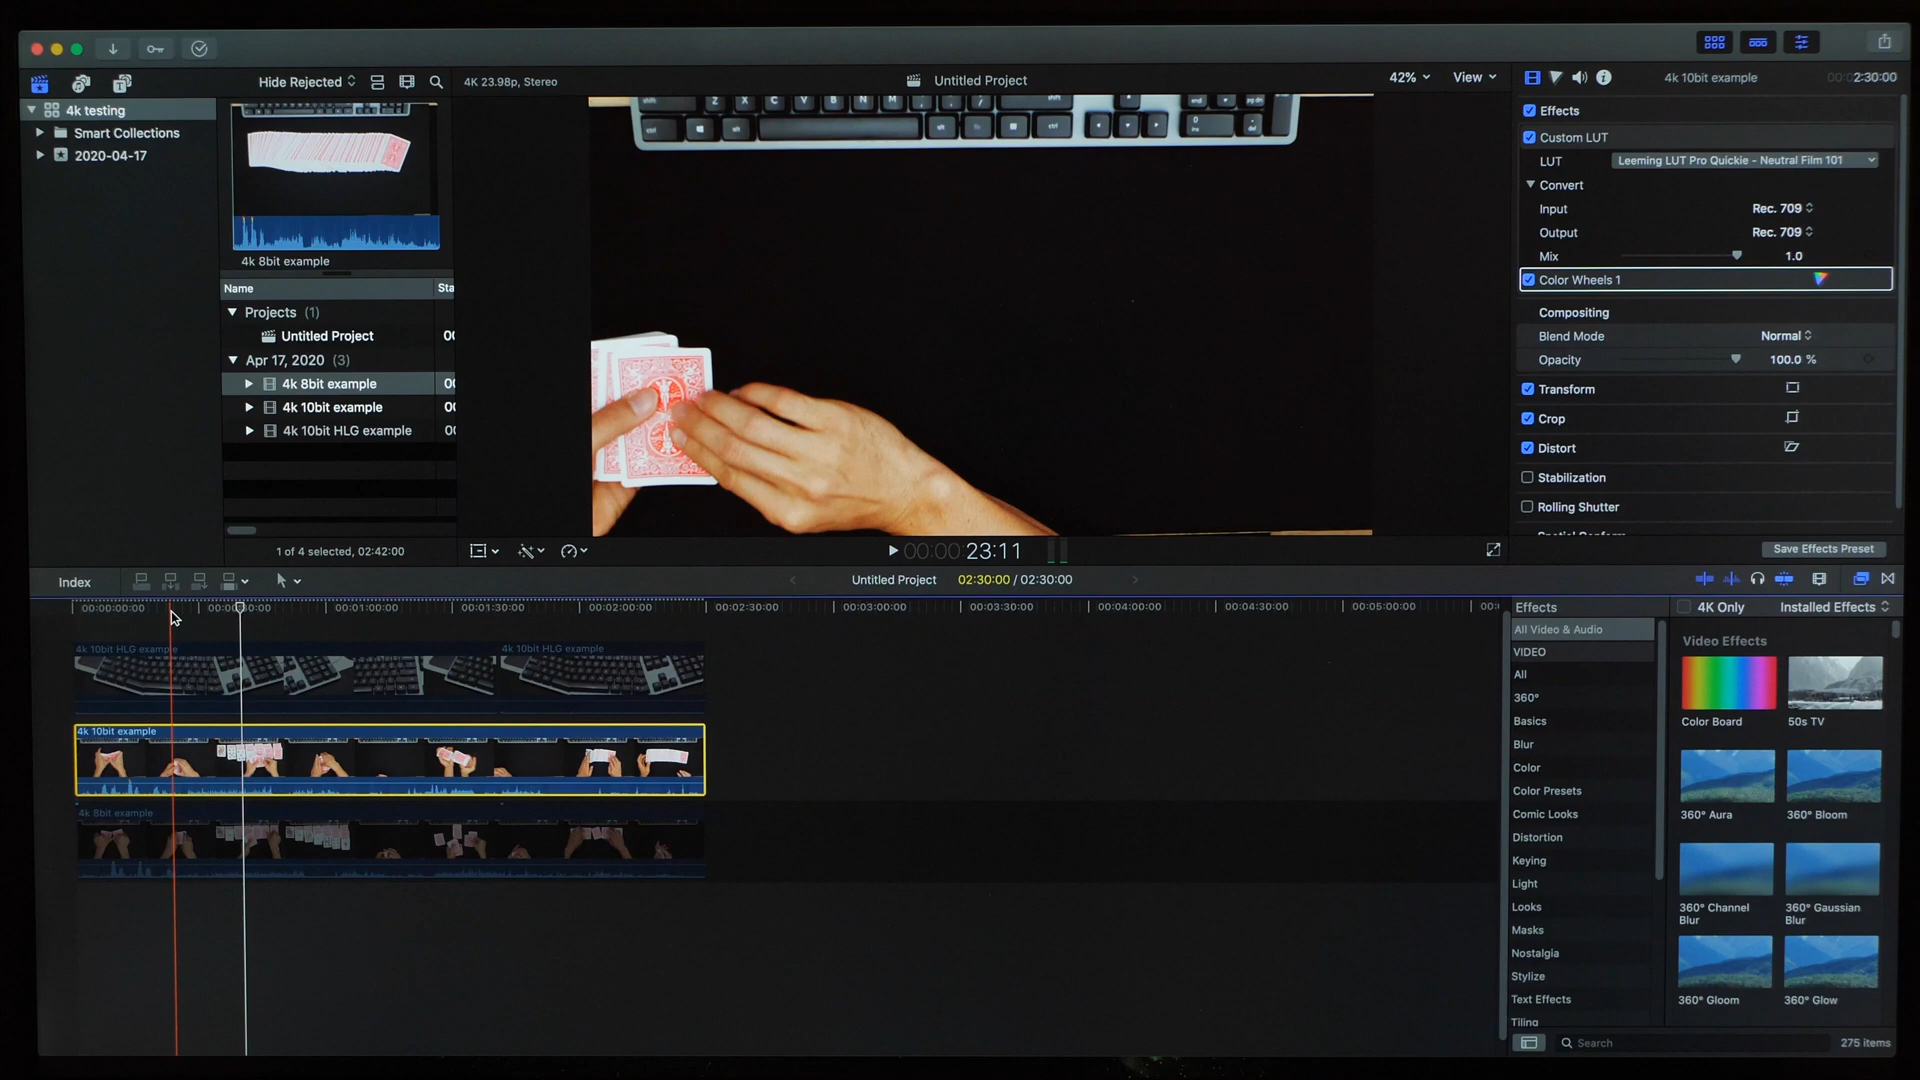 Hide Rejected
4K 23.98p, Stereo
Untitled Project
42%
View
4k 10bit example
2:30:00
4k testing
Smart Collections
2020-04-17
4k 8bit example
Name
Sta
Projects (1)
Untitled Project
Apr 17, 2020 (3)
4k 8bit example
4k 10bit example
4k 10bit HLG example
1 of 4 selected, 02:42:00
Z X C V B N M
shift
ctrl
alt
alt
ctrl
0
ins
00:00:00:23:11
Effects
Custom LUT
LUT
Leeming LUT Pro Quickie - Neutral Film 101
Convert
Input
Rec. 709
Output
Rec. 709
Mix
1.0
Color Wheels 1
Compositing
Blend Mode
Normal
Opacity
100.0 %
Transform
Crop
Distort
Stabilization
Rolling Shutter
Save Effects Preset
Index
Untitled Project
02:30:00 / 02:30:00
00:00:00:00
00:01:00:00
00:01:30:00
00:02:00:00
00:02:30:00
00:03:00:00
00:03:30:00
00:04:00:00
00:04:30:00
00:05:00:00
4k 10bit HLG example
4k 10bit HLG example
4k 10bit example
4k 8bit example
Effects
4K Only
Installed Effects
All Video & Audio
VIDEO
All
360°
Basics
Blur
Color
Color Presets
Comic Looks
Distortion
Keying
Light
Looks
Masks
Nostalgia
Stylize
Text Effects
Tiling
Video Effects
Color Board
50s TV
360° Aura
360° Bloom
360° Channel Blur
360° Gaussian Blur
360° Gloom
360° Glow
Search
275 items